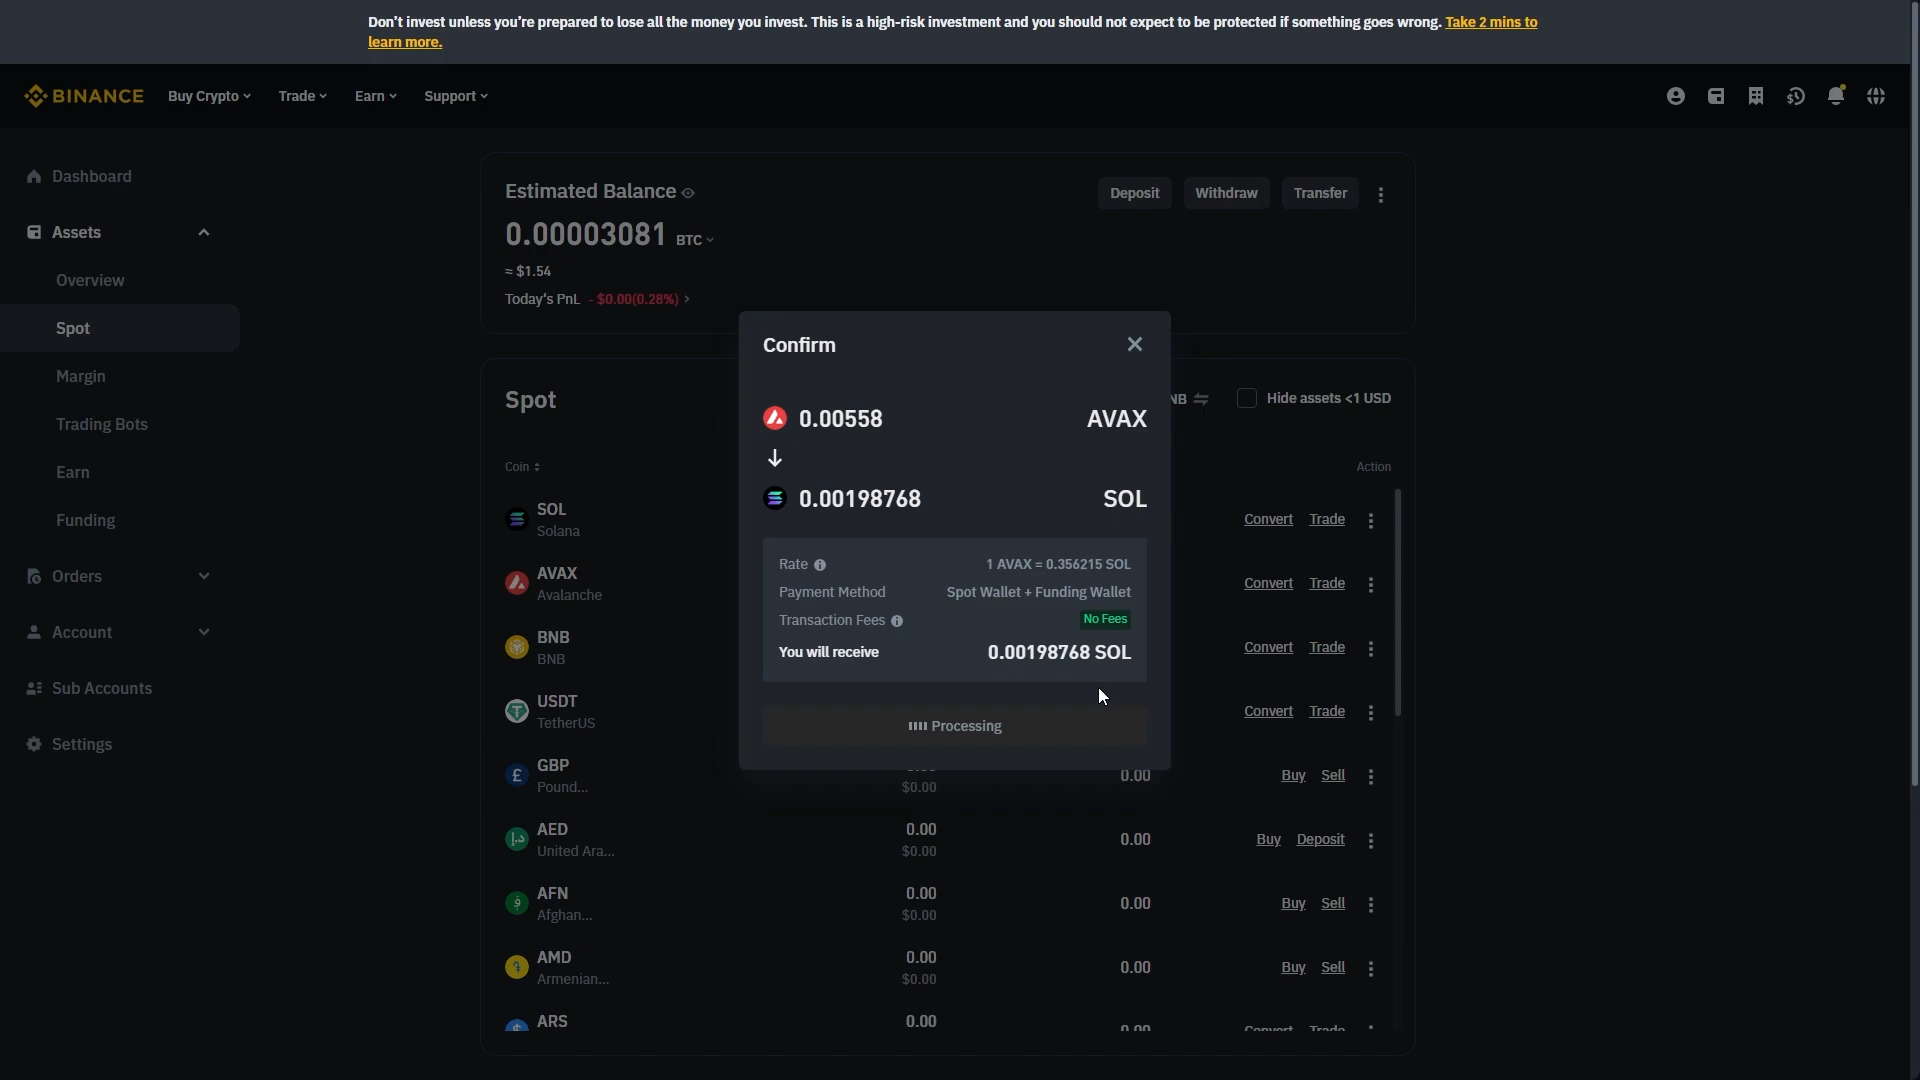 Don't invest unless you're prepared to lose all the money you invest. This is a high-risk investment and you should not expect to be protected if something goes wrong. Take 2 mins to
learn more.
BINANCE Buy Crypto Trade Earn Support
Dashboard
Assets
Overview
Spot
Margin
Trading Bots
Earn
Funding
Orders
Account
Sub Accounts
Settings
Estimated Balance
Deposit Withdraw Transfer
0.00003081 BTC
≈ $1.54
Today's PnL - $0.00(0.28%)
Spot
NB
Hide assets <1 USD
Coin
Action
SOL
Solana
Convert Trade
AVAX
Avalanche
Convert Trade
BNB
BNB
Convert Trade
USDT
TetherUS
Convert Trade
GBP
Pound...
$0.00
0.00
Buy Sell
AED
United Ara...
0.00
$0.00
0.00
Buy Deposit
AFN
Afghan...
0.00
$0.00
0.00
Buy Sell
AMD
Armenian...
0.00
$0.00
0.00
Buy Sell
ARS
0.00
0.00
Convert Trade
Confirm
0.00558 AVAX
0.00198768 SOL
Rate 1 AVAX = 0.356215 SOL
Payment Method Spot Wallet + Funding Wallet
Transaction Fees No Fees
You will receive 0.00198768 SOL
Processing